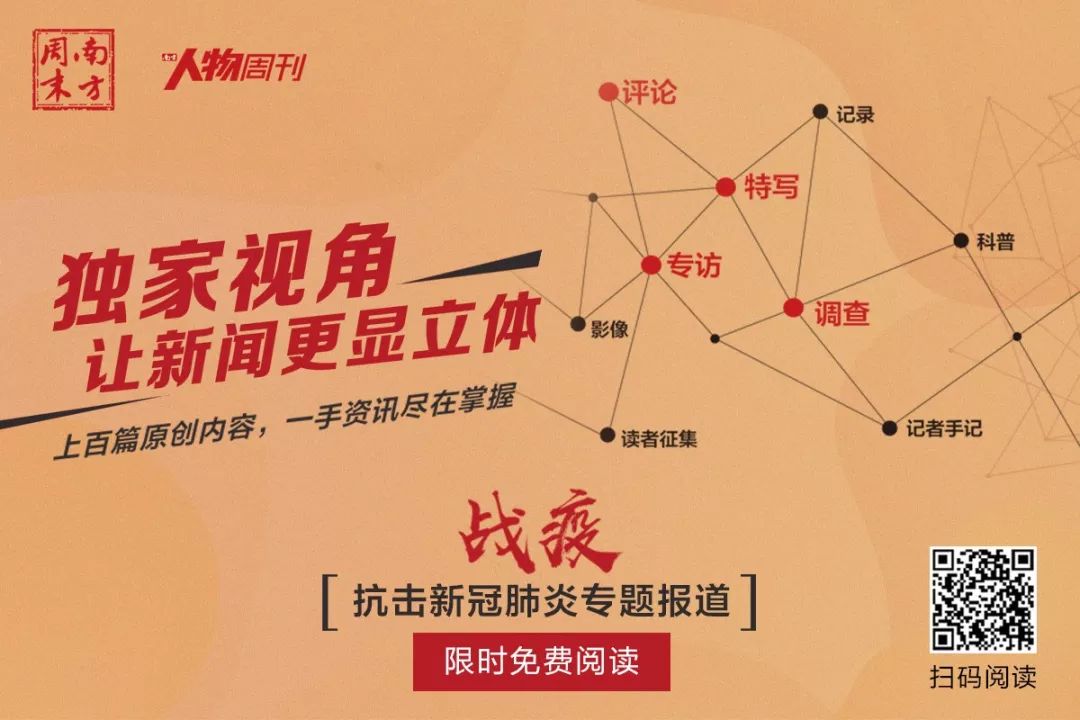 南方周末
南方人物周刊
评论
记录
特写
科普
专访
调查
影像
记者手记
读者征集
独家视角
让新闻更显立体
上百篇原创内容，一手资讯尽在掌握
战疫
[抗击新冠肺炎专题报道]
限时免费阅读
扫码阅读